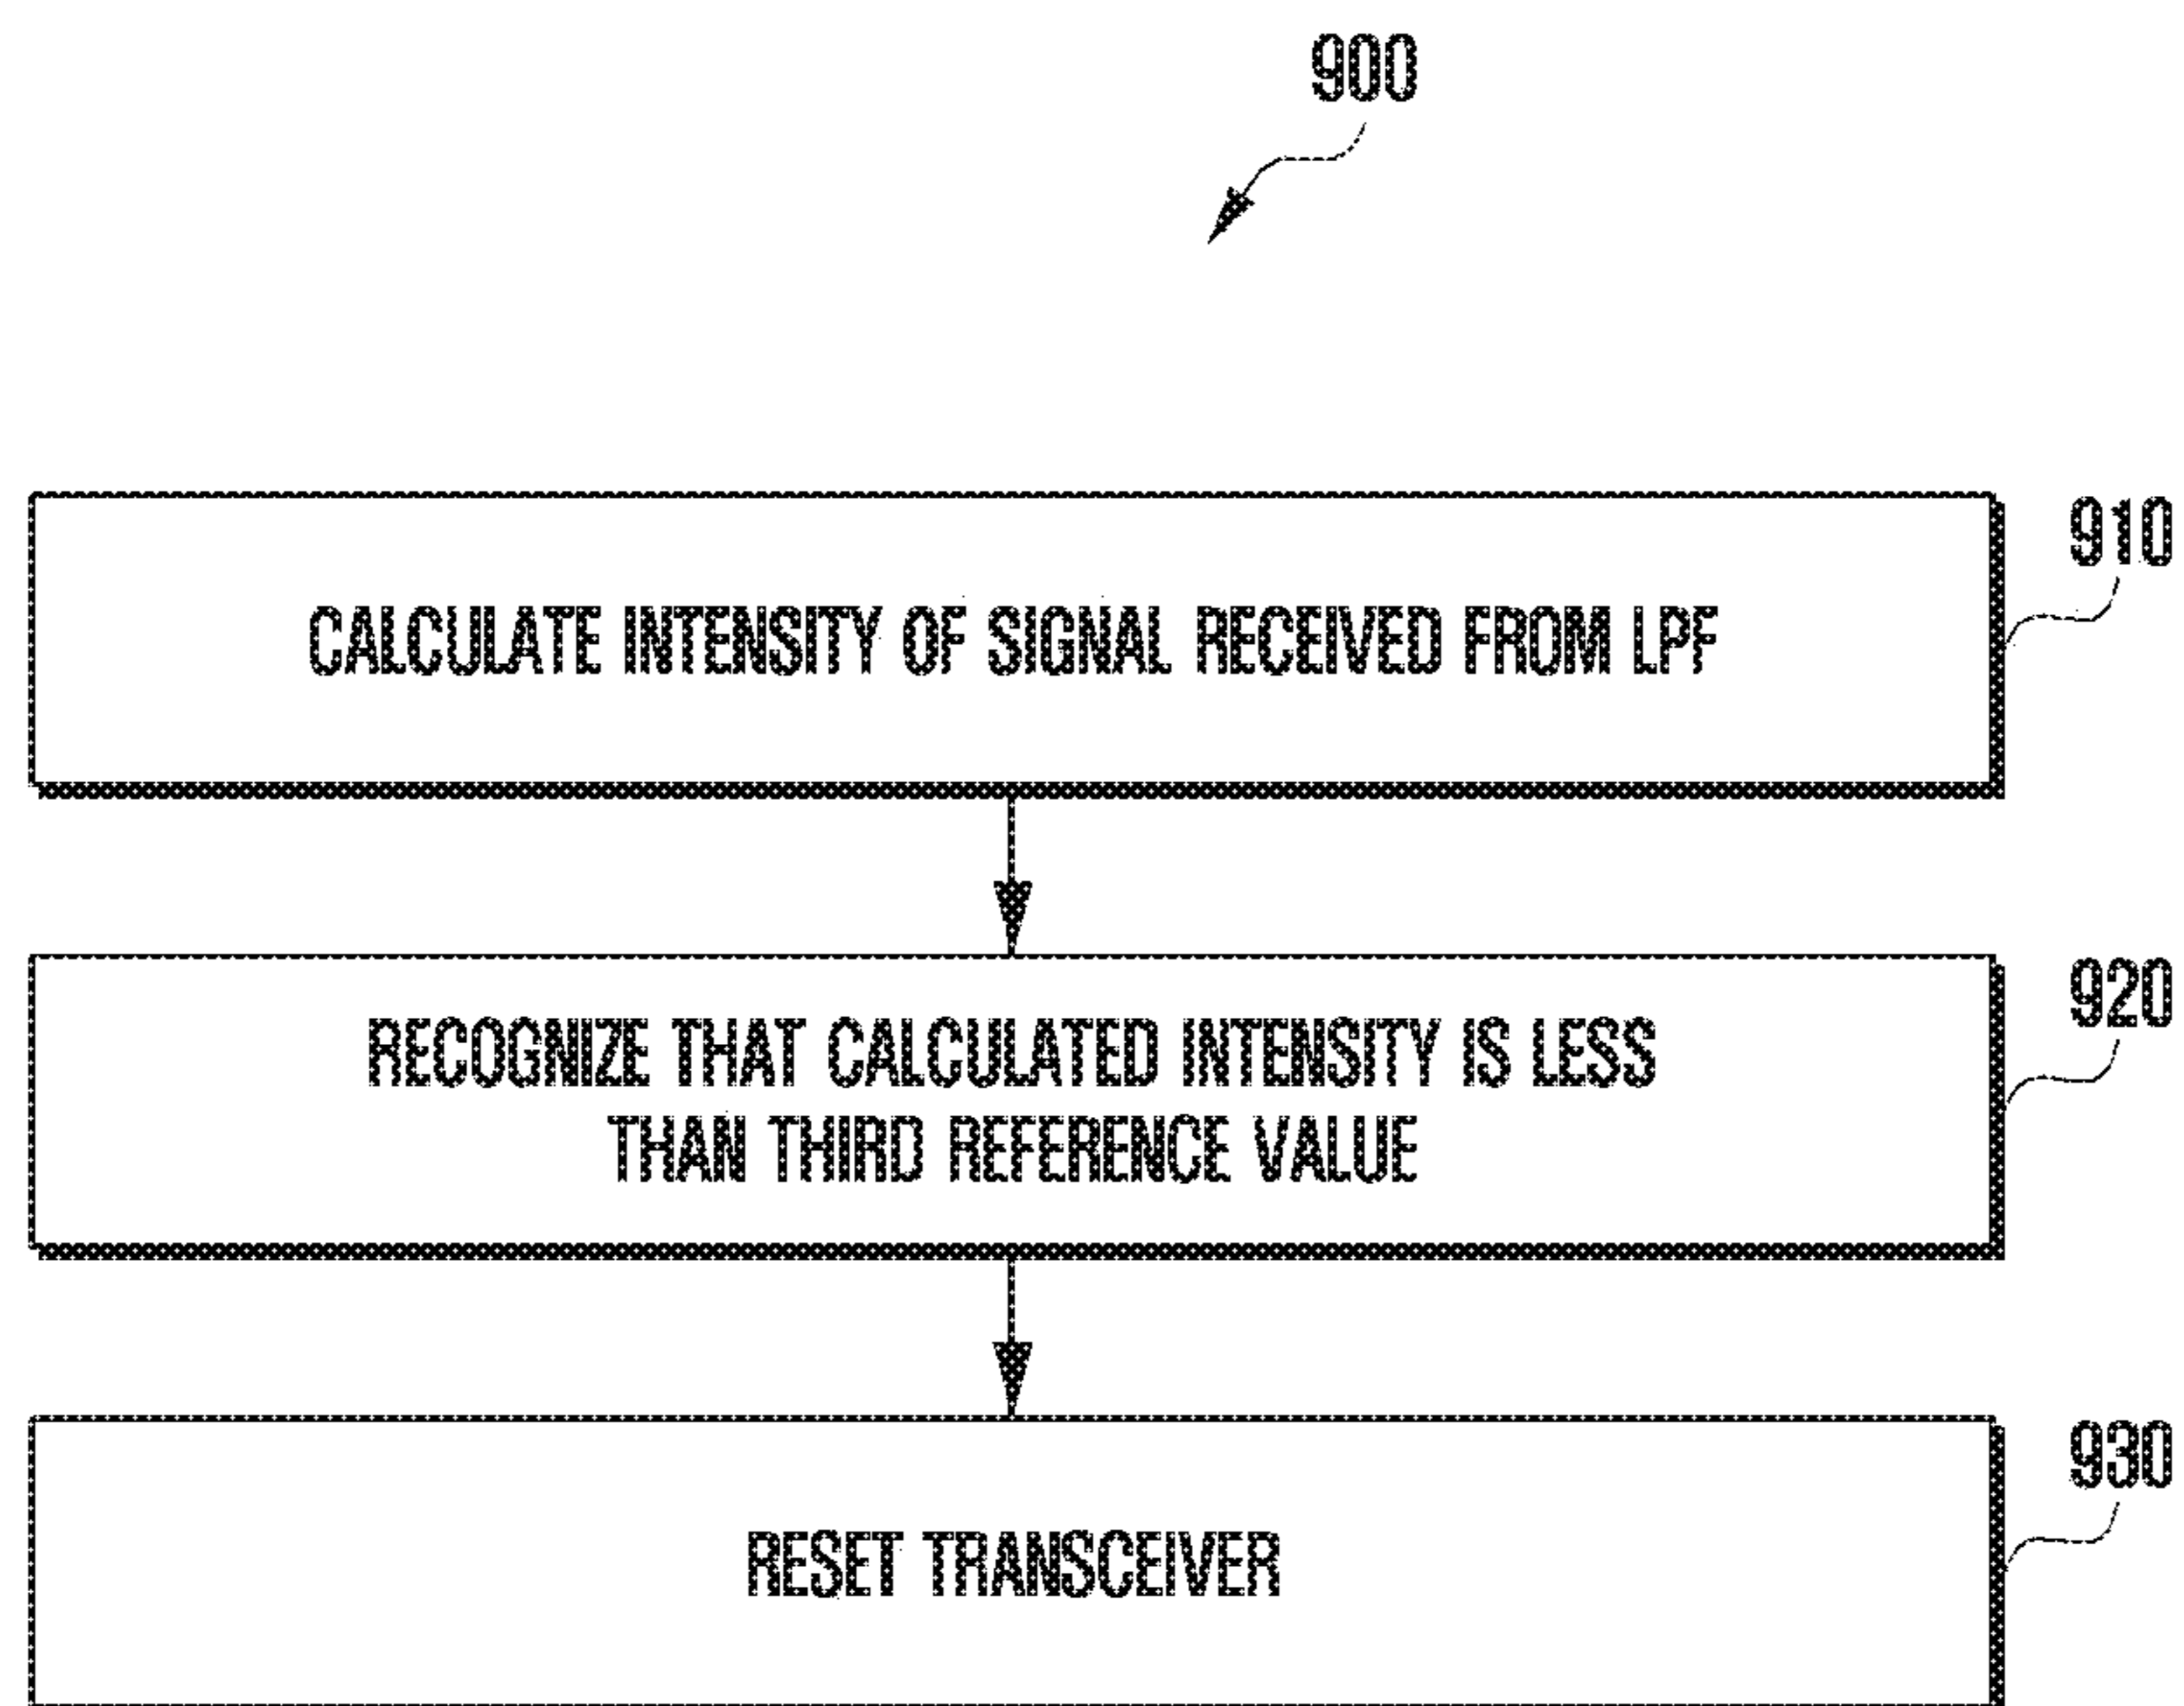 900
910
CALCULATE INTENSITY OF SIGNAL RECEIVED FROM LPF
920
RECOGNIZE THAT CALCULATED INTENSITY IS LESS
THAN THIRD REFERENCE VALUE
930
RESET TRANSCEIVER